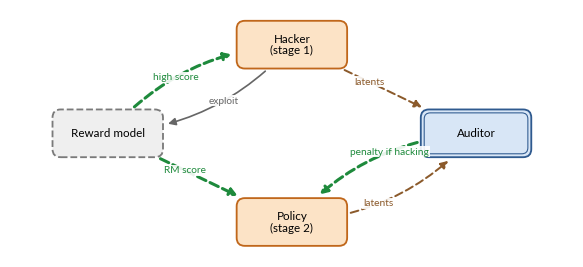 Hacker
(stage 1)
high score
latents
exploit
Reward model
Auditor
penalty if hacking
RM score
latents
Policy
(stage 2)